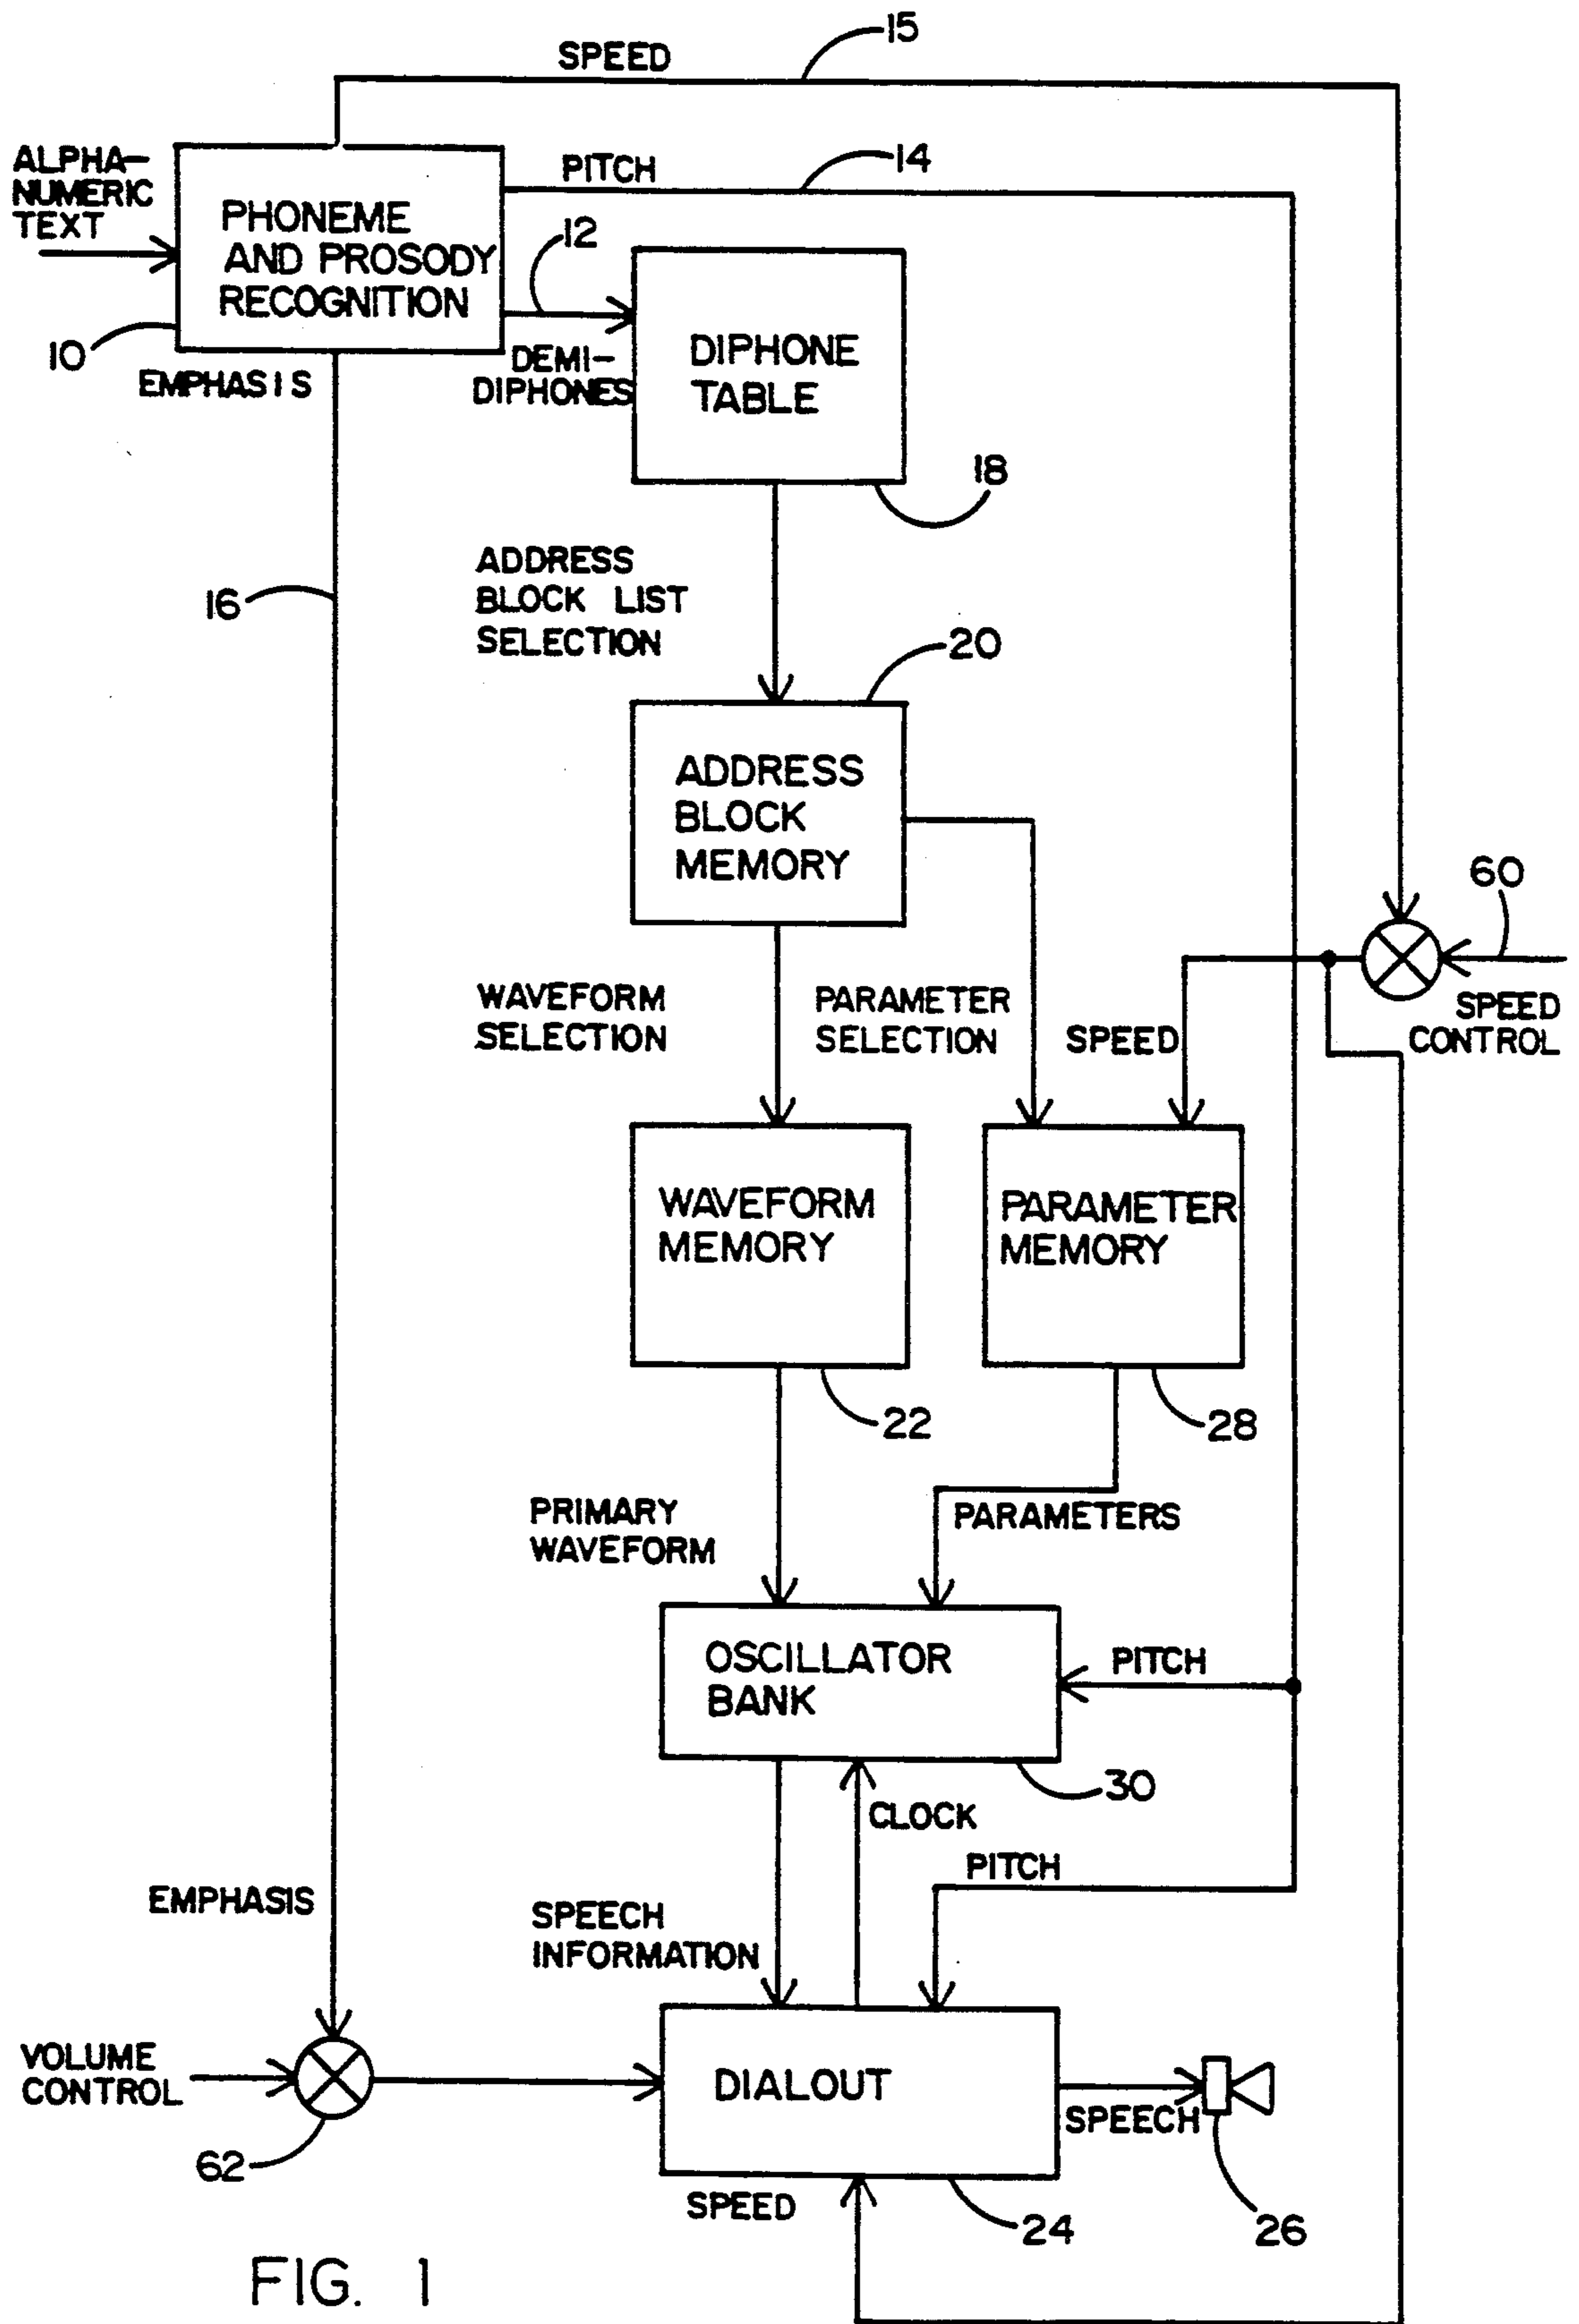 15
SPEED
ALPHA-
NUMERIC
TEXT
PITCH
14
PHONEME
AND PROSODY
RECOGNITION
12
10
EMPHASIS
DEMI-
DIPHONES
DIPHONE
TABLE
18
ADDRESS
BLOCK LIST
SELECTION
16
20
ADDRESS
BLOCK
MEMORY
60
SPEED
CONTROL
WAVEFORM
SELECTION
PARAMETER
SELECTION
SPEED
WAVEFORM
MEMORY
PARAMETER
MEMORY
22
28
PRIMARY
WAVEFORM
PARAMETERS
OSCILLATOR
BANK
PITCH
30
CLOCK
PITCH
EMPHASIS
SPEECH
INFORMATION
VOLUME
CONTROL
DIALOUT
SPEECH
62
SPEED
24
26
FIG. 1